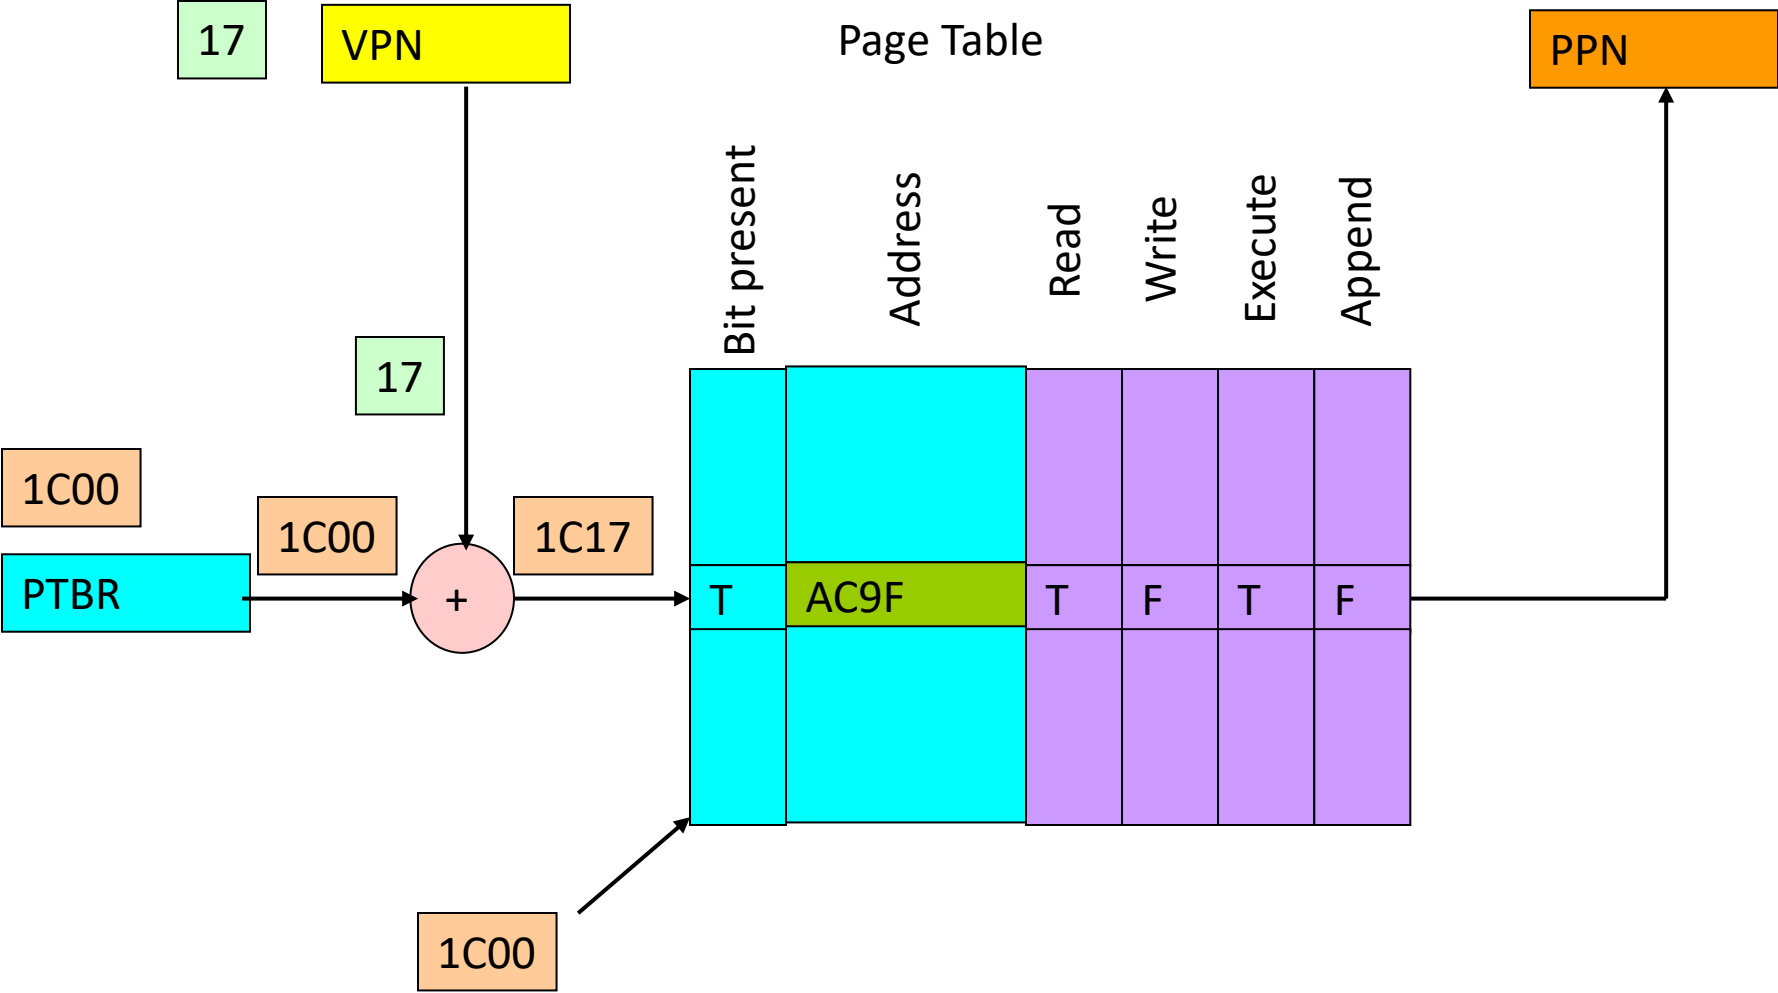 17
VPN
Page Table
PPN
Bit present
Address
Read
Write
Execute
Append
17
1C00
1C00
1C17
PTBR
+
T
AC9F
T
F
T
F
1C00